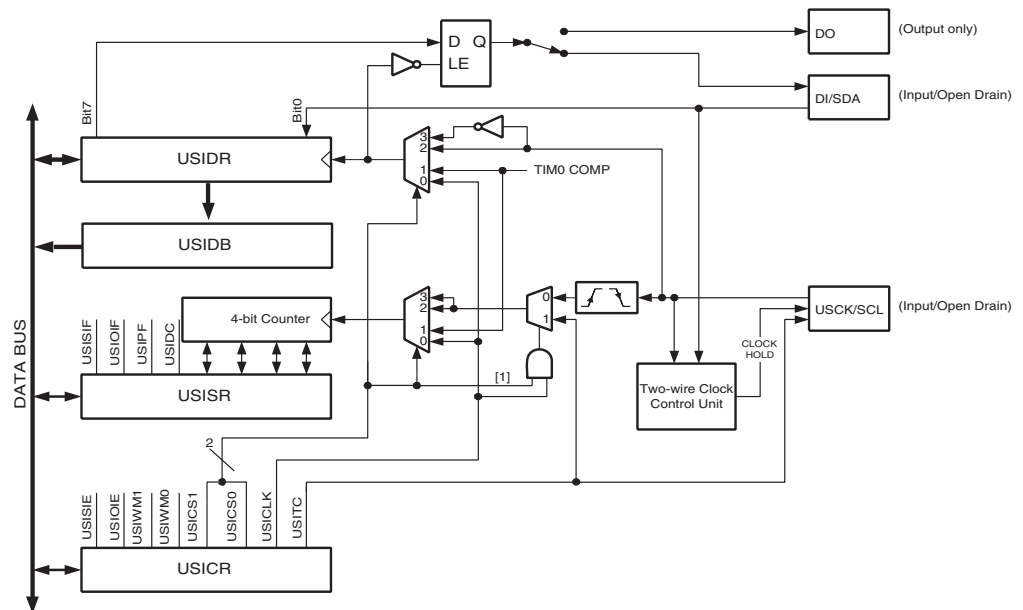 D Q
LE
DO
(Output only)
DI/SDA
(Input/Open Drain)
Bit7
Bit0
USIDR
3
2
1
0
TIM0 COMP
USIDB
4-bit Counter
3
2
1
0
0
1
USCK/SCL
(Input/Open Drain)
CLOCK
HOLD
[1]
Two-wire Clock
Control Unit
USISIF
USIOIF
USIPF
USIDC
USISR
DATA BUS
2
USISIE
USIOIE
USIWM1
USIWM0
USICS1
USICS0
USICLK
USITC
USICR